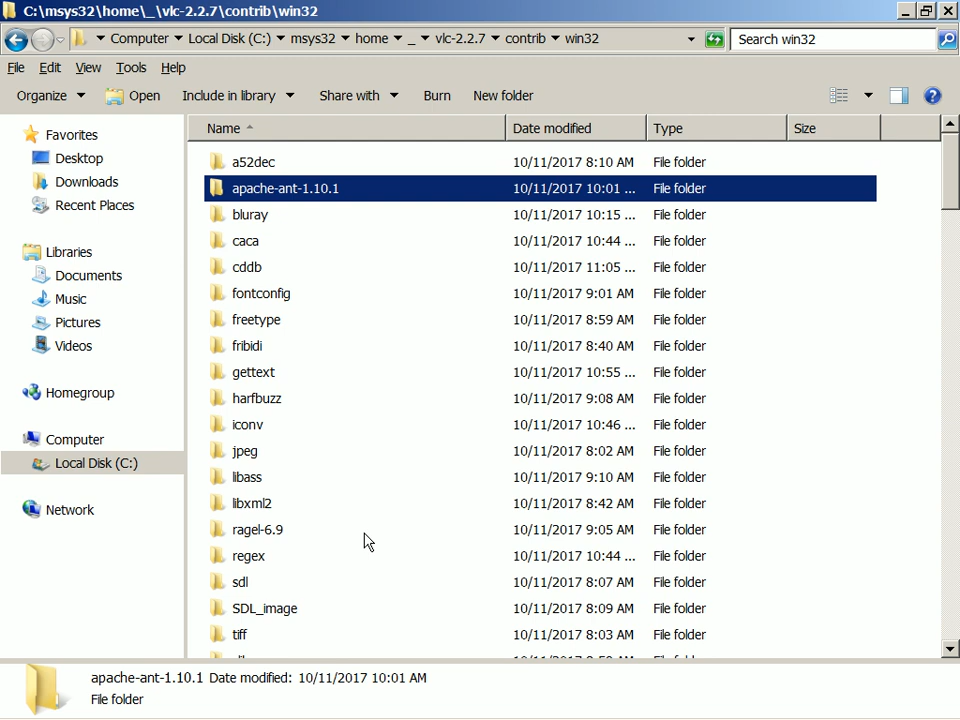 C:\msys32\home\_\vlc-2.2.7\contrib\win32
Computer Local Disk (C:) msys32 home _ vlc-2.2.7 contrib win32
Search win32
File Edit View Tools Help
Organize Open Include in library Share with Burn New folder
Name Date modified Type Size
a52dec 10/11/2017 8:10 AM File folder
apache-ant-1.10.1 10/11/2017 10:01 ... File folder
bluray 10/11/2017 10:15 ... File folder
caca 10/11/2017 10:44 ... File folder
cddb 10/11/2017 11:05 ... File folder
fontconfig 10/11/2017 9:01 AM File folder
freetype 10/11/2017 8:59 AM File folder
fribidi 10/11/2017 8:40 AM File folder
gettext 10/11/2017 10:55 ... File folder
harfbuzz 10/11/2017 9:08 AM File folder
iconv 10/11/2017 10:46 ... File folder
jpeg 10/11/2017 8:02 AM File folder
libass 10/11/2017 9:10 AM File folder
libxml2 10/11/2017 8:42 AM File folder
ragel-6.9 10/11/2017 9:05 AM File folder
regex 10/11/2017 10:44 ... File folder
sdl 10/11/2017 8:07 AM File folder
SDL_image 10/11/2017 8:09 AM File folder
tiff 10/11/2017 8:03 AM File folder
Favorites
Desktop
Downloads
Recent Places
Libraries
Documents
Music
Pictures
Videos
Homegroup
Computer
Local Disk (C:)
Network
apache-ant-1.10.1 Date modified: 10/11/2017 10:01 AM
File folder